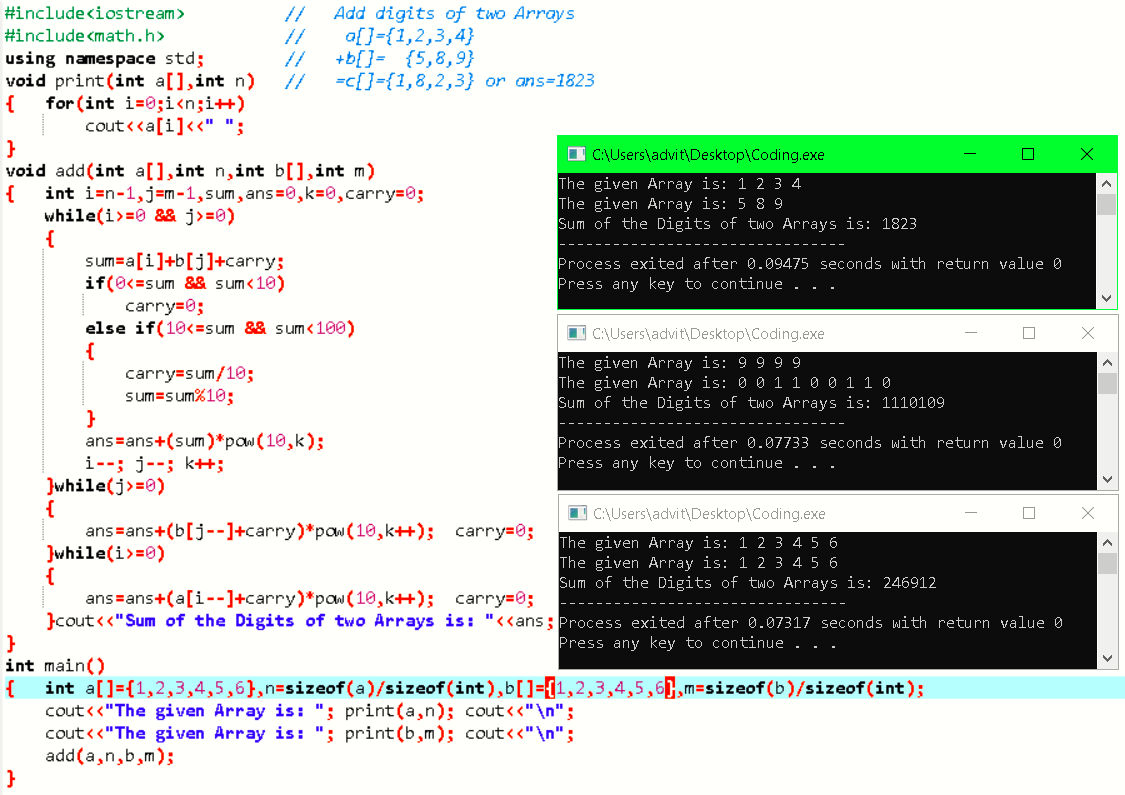 #include<iostream> // Add digits of two Arrays
#include<math.h> // a[]={1,2,3,4}
using namespace std; // +b[]= {5,8,9}
void print(int a[],int n) // =c[]={1,8,2,3} or ans=1823
{ for(int i=0;i<n;i++)
cout<<a[i]<<" ";
}
void add(int a[],int n,int b[],int m)
{ int i=n-1,j=m-1,sum,ans=0,k=0,carry=0;
while(i>=0 && j>=0)
{
sum=a[i]+b[j]+carry;
if(0<=sum && sum<10)
carry=0;
else if(10<=sum && sum<100)
{
carry=sum/10;
sum=sum%10;
}
ans=ans+(sum)*pow(10,k);
i--; j--; k++;
}while(j>=0)
{
ans=ans+(b[j--]+carry)*pow(10,k++); carry=0;
}while(i>=0)
{
ans=ans+(a[i--]+carry)*pow(10,k++); carry=0;
}cout<<"Sum of the Digits of two Arrays is: "<<ans;
}
int main()
{ int a[]={1,2,3,4,5,6},n=sizeof(a)/sizeof(int),b[]={1,2,3,4,5,6},m=sizeof(b)/sizeof(int);
cout<<"The given Array is: "; print(a,n); cout<<"\n";
cout<<"The given Array is: "; print(b,m); cout<<"\n";
add(a,n,b,m);
}
C:\Users\advit\Desktop\Coding.exe
The given Array is: 1 2 3 4
The given Array is: 5 8 9
Sum of the Digits of two Arrays is: 1823
--------------------------------
Process exited after 0.09475 seconds with return value 0
Press any key to continue . . .
C:\Users\advit\Desktop\Coding.exe
The given Array is: 9 9 9 9
The given Array is: 0 0 1 1 0 0 1 1 0
Sum of the Digits of two Arrays is: 1110109
--------------------------------
Process exited after 0.07733 seconds with return value 0
Press any key to continue . . .
C:\Users\advit\Desktop\Coding.exe
The given Array is: 1 2 3 4 5 6
The given Array is: 1 2 3 4 5 6
Sum of the Digits of two Arrays is: 246912
--------------------------------
Process exited after 0.07317 seconds with return value 0
Press any key to continue . . .